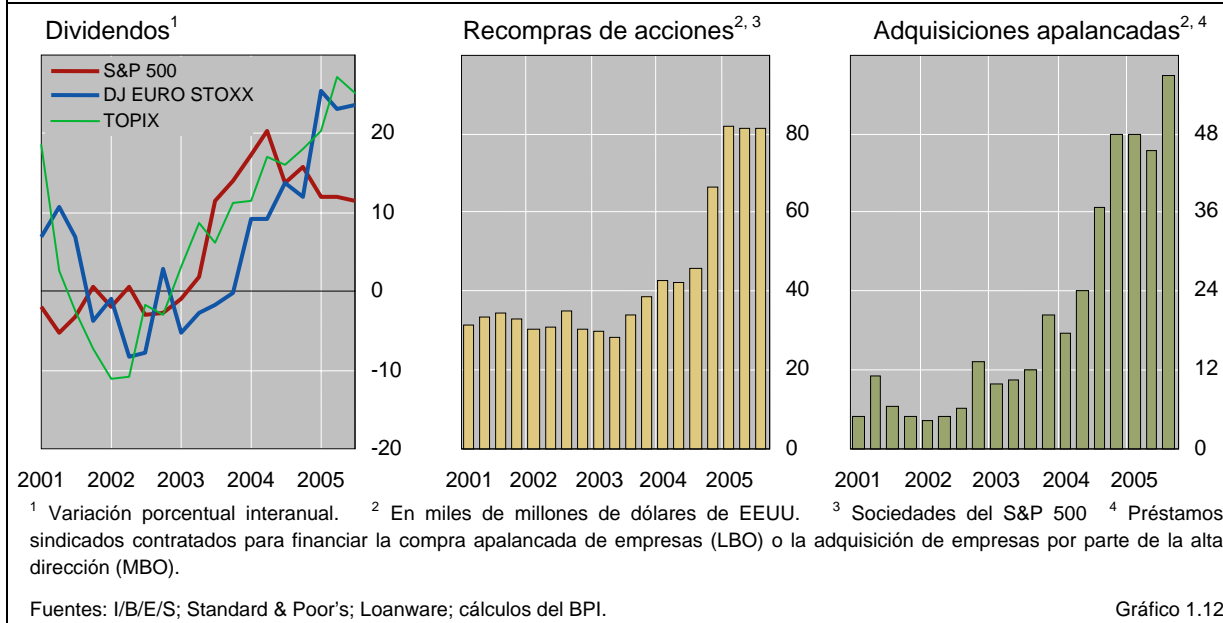 Dividendos¹
Recompras de acciones², ³
Adquisiciones apalancadas², ⁴
S&P 500
DJ EURO STOXX
TOPIX
20
10
0
-10
-20
2001 2002 2003 2004 2005
80
60
40
20
0
2001 2002 2003 2004 2005
48
36
24
12
0
2001 2002 2003 2004 2005
¹ Variación porcentual interanual. ² En miles de millones de dólares de EEUU. ³ Sociedades del S&P 500 ⁴ Préstamos
sindicados contratados para financiar la compra apalancada de empresas (LBO) o la adquisición de empresas por parte de la alta
dirección (MBO).
Fuentes: I/B/E/S; Standard & Poor's; Loanware; cálculos del BPI.
Gráfico 1.12